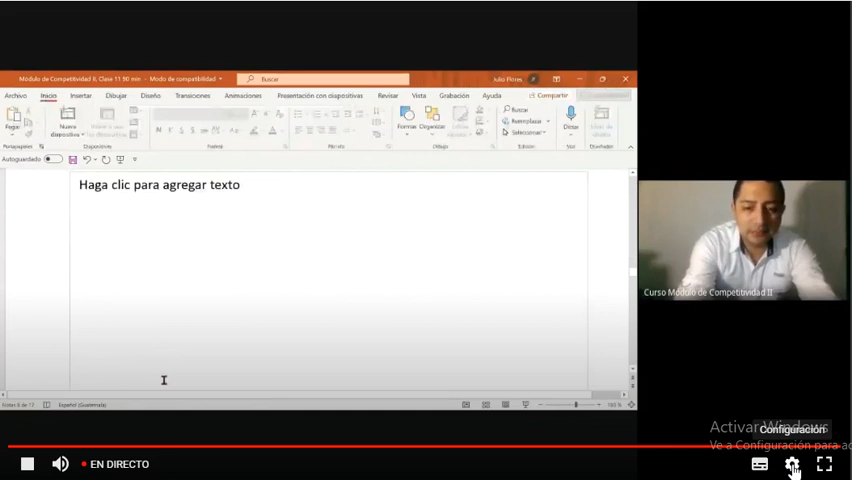 Módulo de Competitividad II, Clase 11 90 min - Modo de compatibilidad
Buscar
Julio Flores
Archivo Inicio Insertar Dibujar Diseño Transiciones Animaciones Presentación con diapositivas Revisar Vista Grabación Ayuda Compartir
Pegar
Nueva diapositiva
Formas Organizar
Buscar
Reemplazar
Seleccionar
Dictar
Portapapeles Diapositivas Fuente Párrafo Dibujo Edición Voz Diseñador
Autoguardado
Haga clic para agregar texto
Español (Guatemala)
Curso Módulo de Competitividad II
Activar Windows
Configuración
Ve a Configuración para
EN DIRECTO